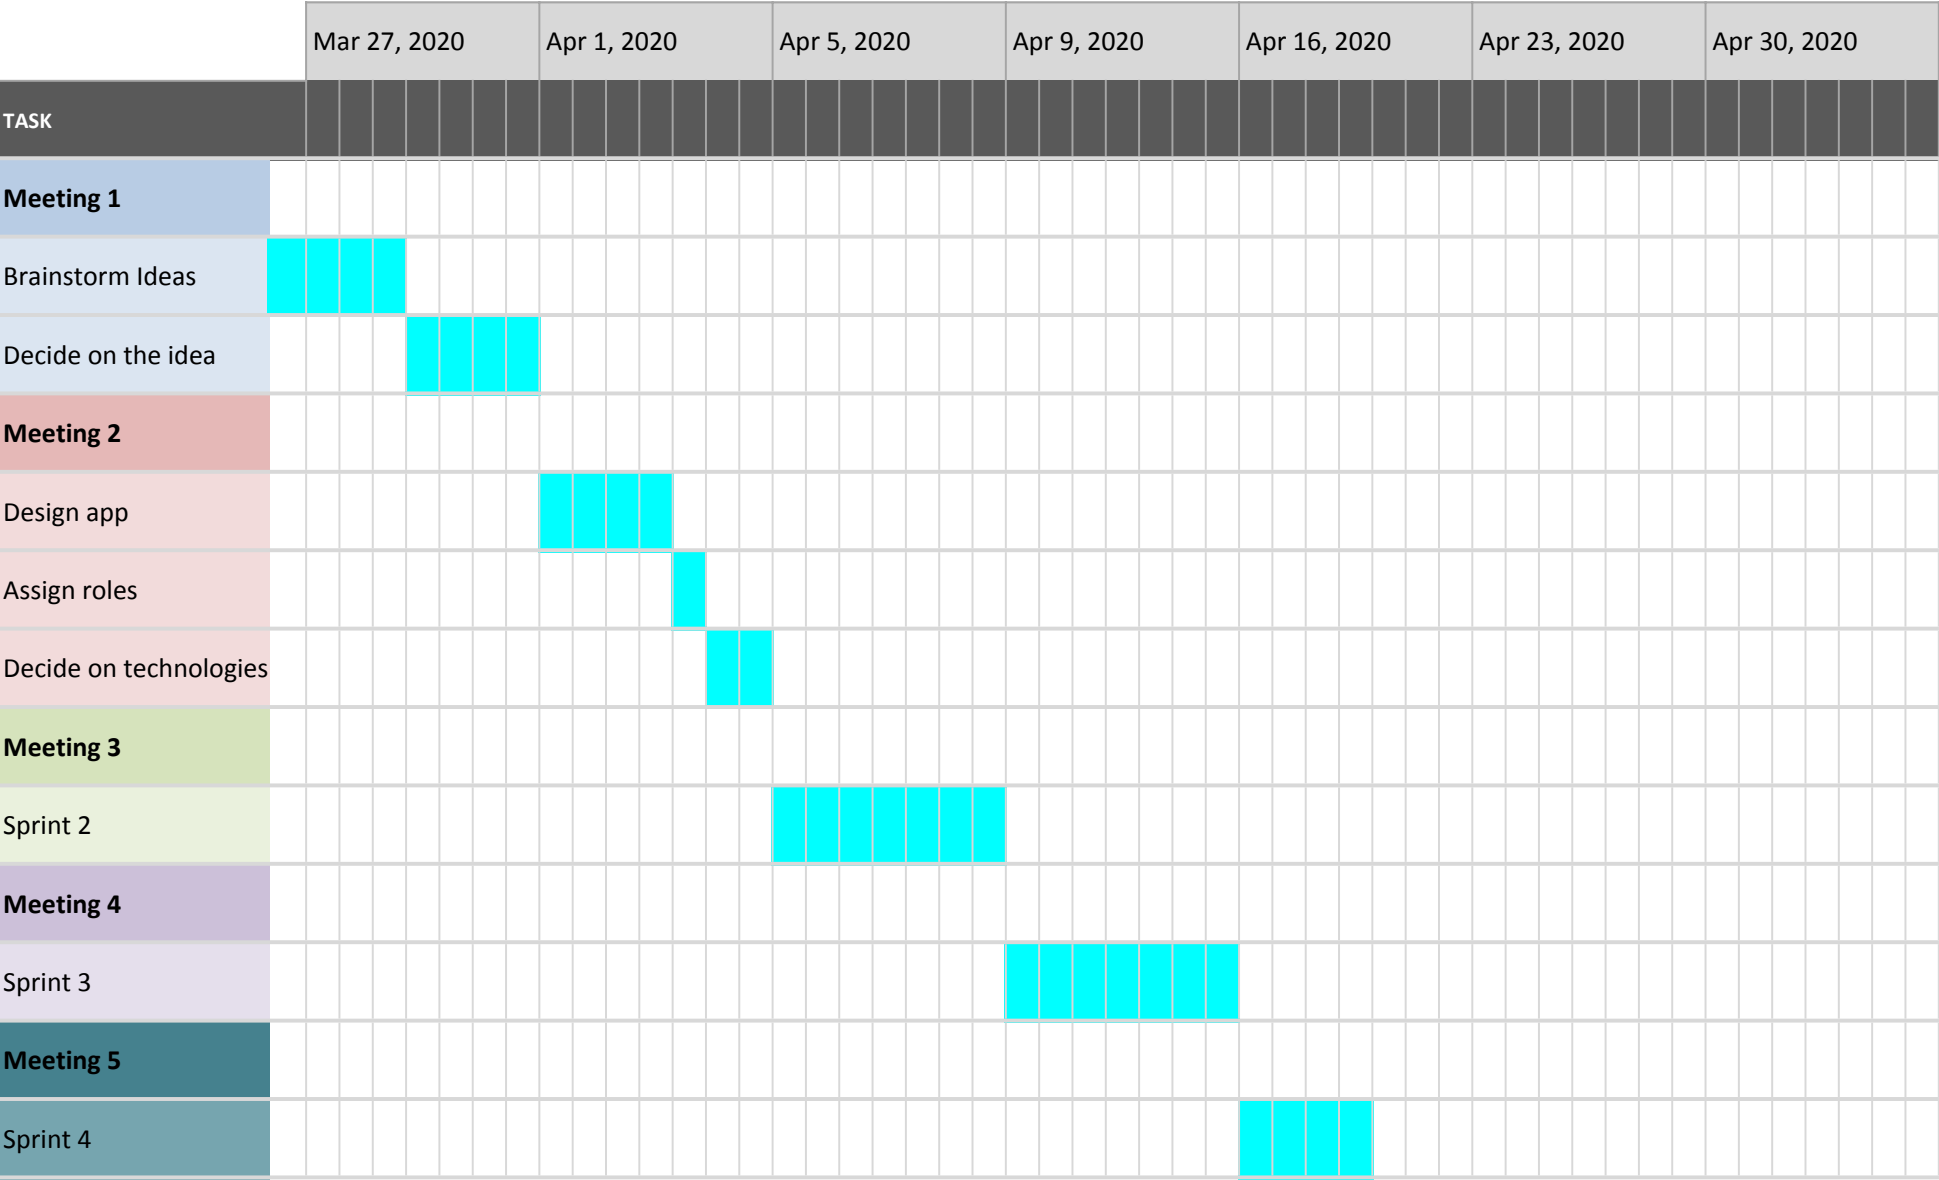 Mar 27, 2020 Apr 1, 2020 Apr 5, 2020 Apr 9, 2020 Apr 16, 2020 Apr 23, 2020 Apr 30, 2020
TASK
Meeting 1
Brainstorm Ideas
Decide on the idea
Meeting 2
Design app
Assign roles
Decide on technologies
Meeting 3
Sprint 2
Meeting 4
Sprint 3
Meeting 5
Sprint 4